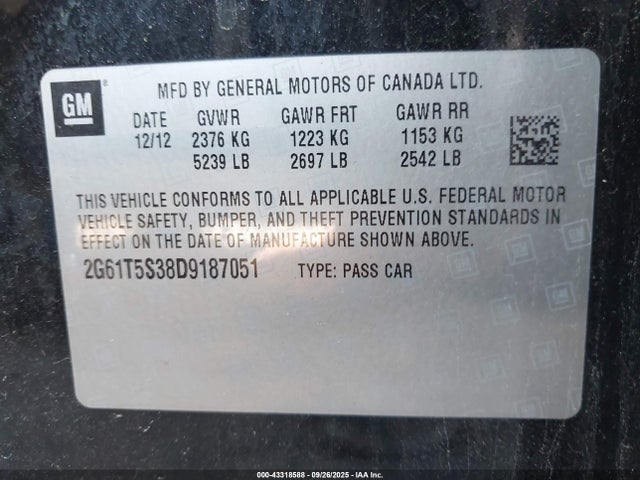 GM ®
MFD BY GENERAL MOTORS OF CANADA LTD.
DATE GVWR GAWR FRT GAWR RR
12/12 2376 KG 1223 KG 1153 KG
5239 LB 2697 LB 2542 LB
THIS VEHICLE CONFORMS TO ALL APPLICABLE U.S. FEDERAL MOTOR
VEHICLE SAFETY, BUMPER, AND THEFT PREVENTION STANDARDS IN
EFFECT ON THE DATE OF MANUFACTURE SHOWN ABOVE.
2G61T5S38D9187051 TYPE: PASS CAR
000-43318588 - 09/26/2025 - IAA Inc.